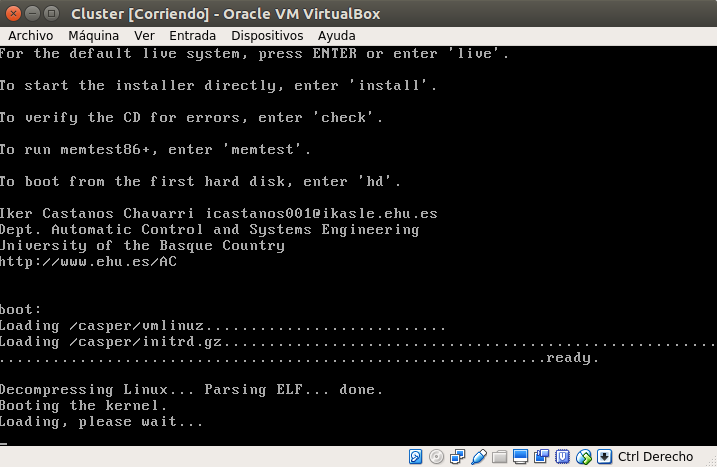 Cluster [Corriendo] - Oracle VM VirtualBox
Archivo Máquina Ver Entrada Dispositivos Ayuda
For the default live system, press ENTER or enter 'live'.
To start the installer directly, enter 'install'.
To verify the CD for errors, enter 'check'.
To run memtest86+, enter 'memtest'.
To boot from the first hard disk, enter 'hd'.
Iker Castanos Chavarri icastanos001@ikasle.ehu.es
Dept. Automatic Control and Systems Engineering
University of the Basque Country
http://www.ehu.es/AC
boot:
Loading /casper/vmlinuz..........................
Loading /casper/initrd.gz......................................................
............................................................ready.
Decompressing Linux... Parsing ELF... done.
Booting the kernel.
Loading, please wait...
Ctrl Derecho